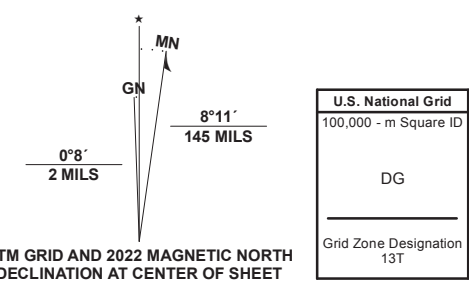 MN
GN
8°11´
145 MILS
0°8´
2 MILS
TM GRID AND 2022 MAGNETIC NORTH
DECLINATION AT CENTER OF SHEET
U.S. National Grid
100,000 - m Square ID
DG
Grid Zone Designation
13T